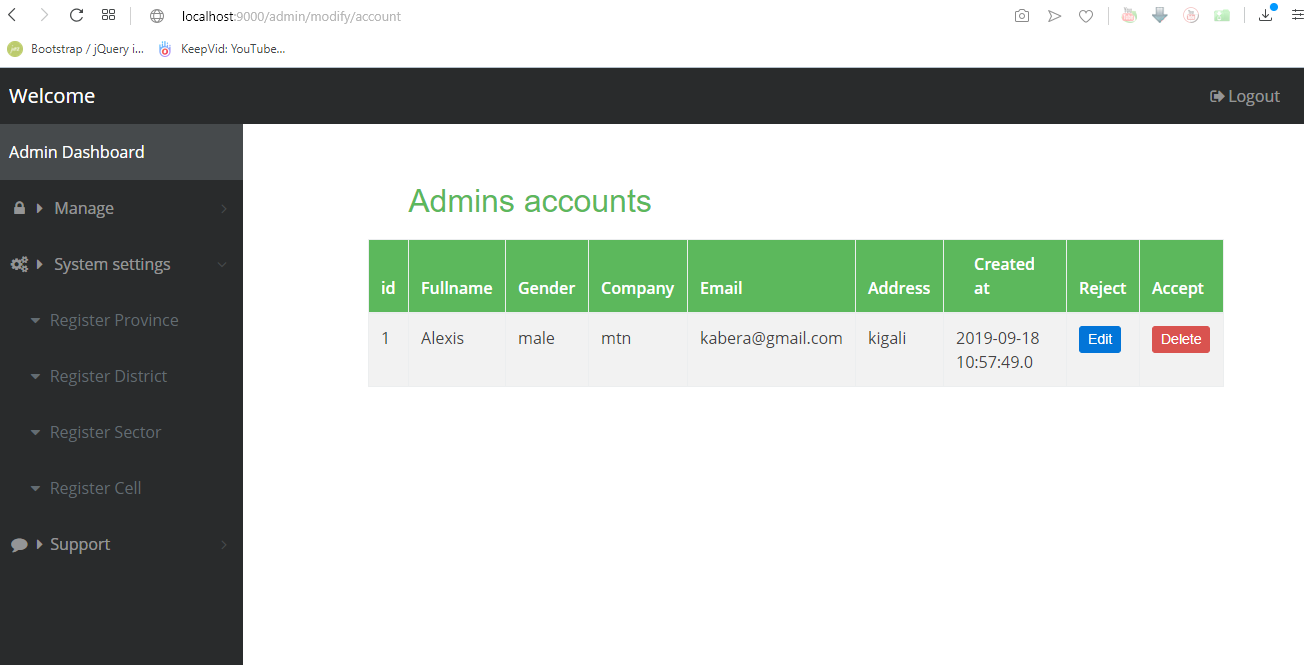 localhost:9000/admin/modify/account
Bootstrap / jQuery i... KeepVid: YouTube...
Welcome
Logout
Admin Dashboard
Manage
System settings
Register Province
Register District
Register Sector
Register Cell
Support
Admins accounts
id Fullname Gender Company Email Address Created at Reject Accept
1 Alexis male mtn kabera@gmail.com kigali 2019-09-18 Edit Delete
10:57:49.0